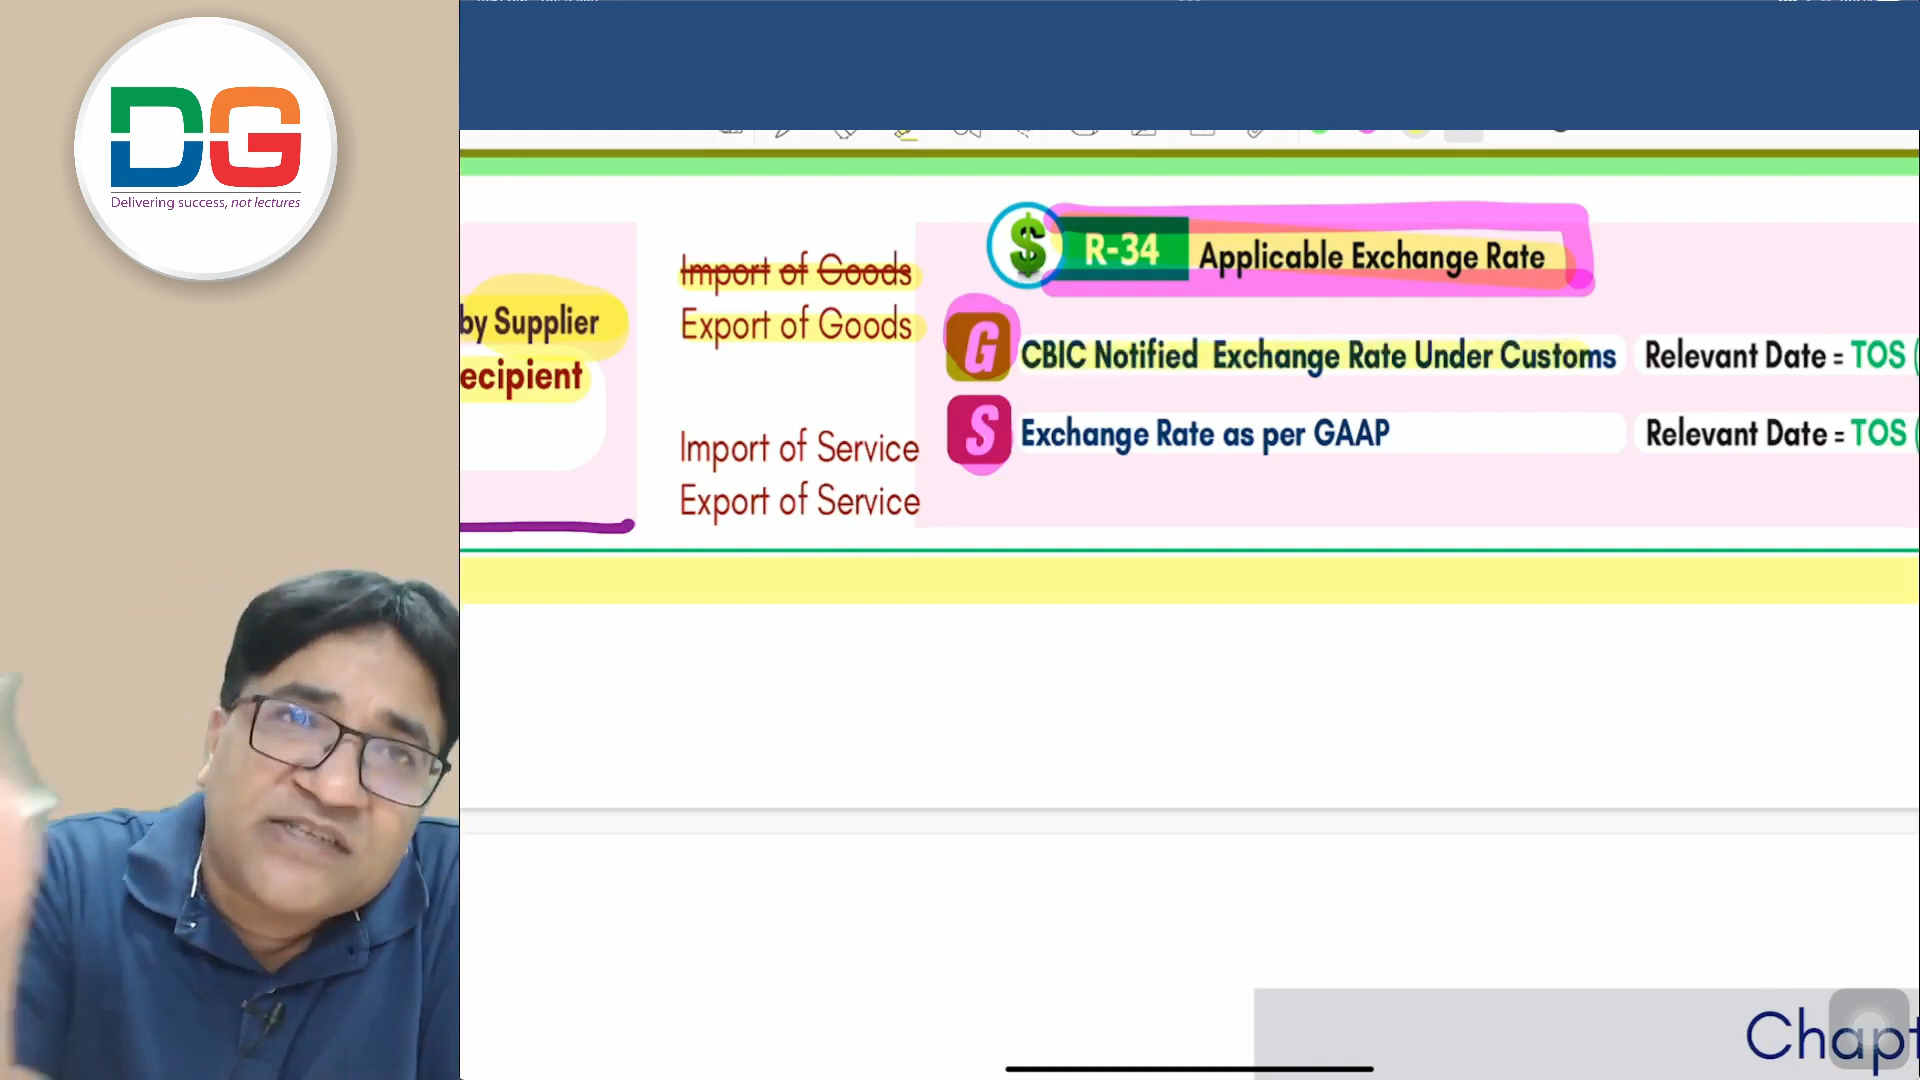 DG
Delivering success, not lectures
by Supplier
ecipient
Import of Goods
Export of Goods
Import of Service
Export of Service
$ R-34 Applicable Exchange Rate
G CBIC Notified Exchange Rate Under Customs Relevant Date = TOS (
S Exchange Rate as per GAAP Relevant Date = TOS (
Chapt